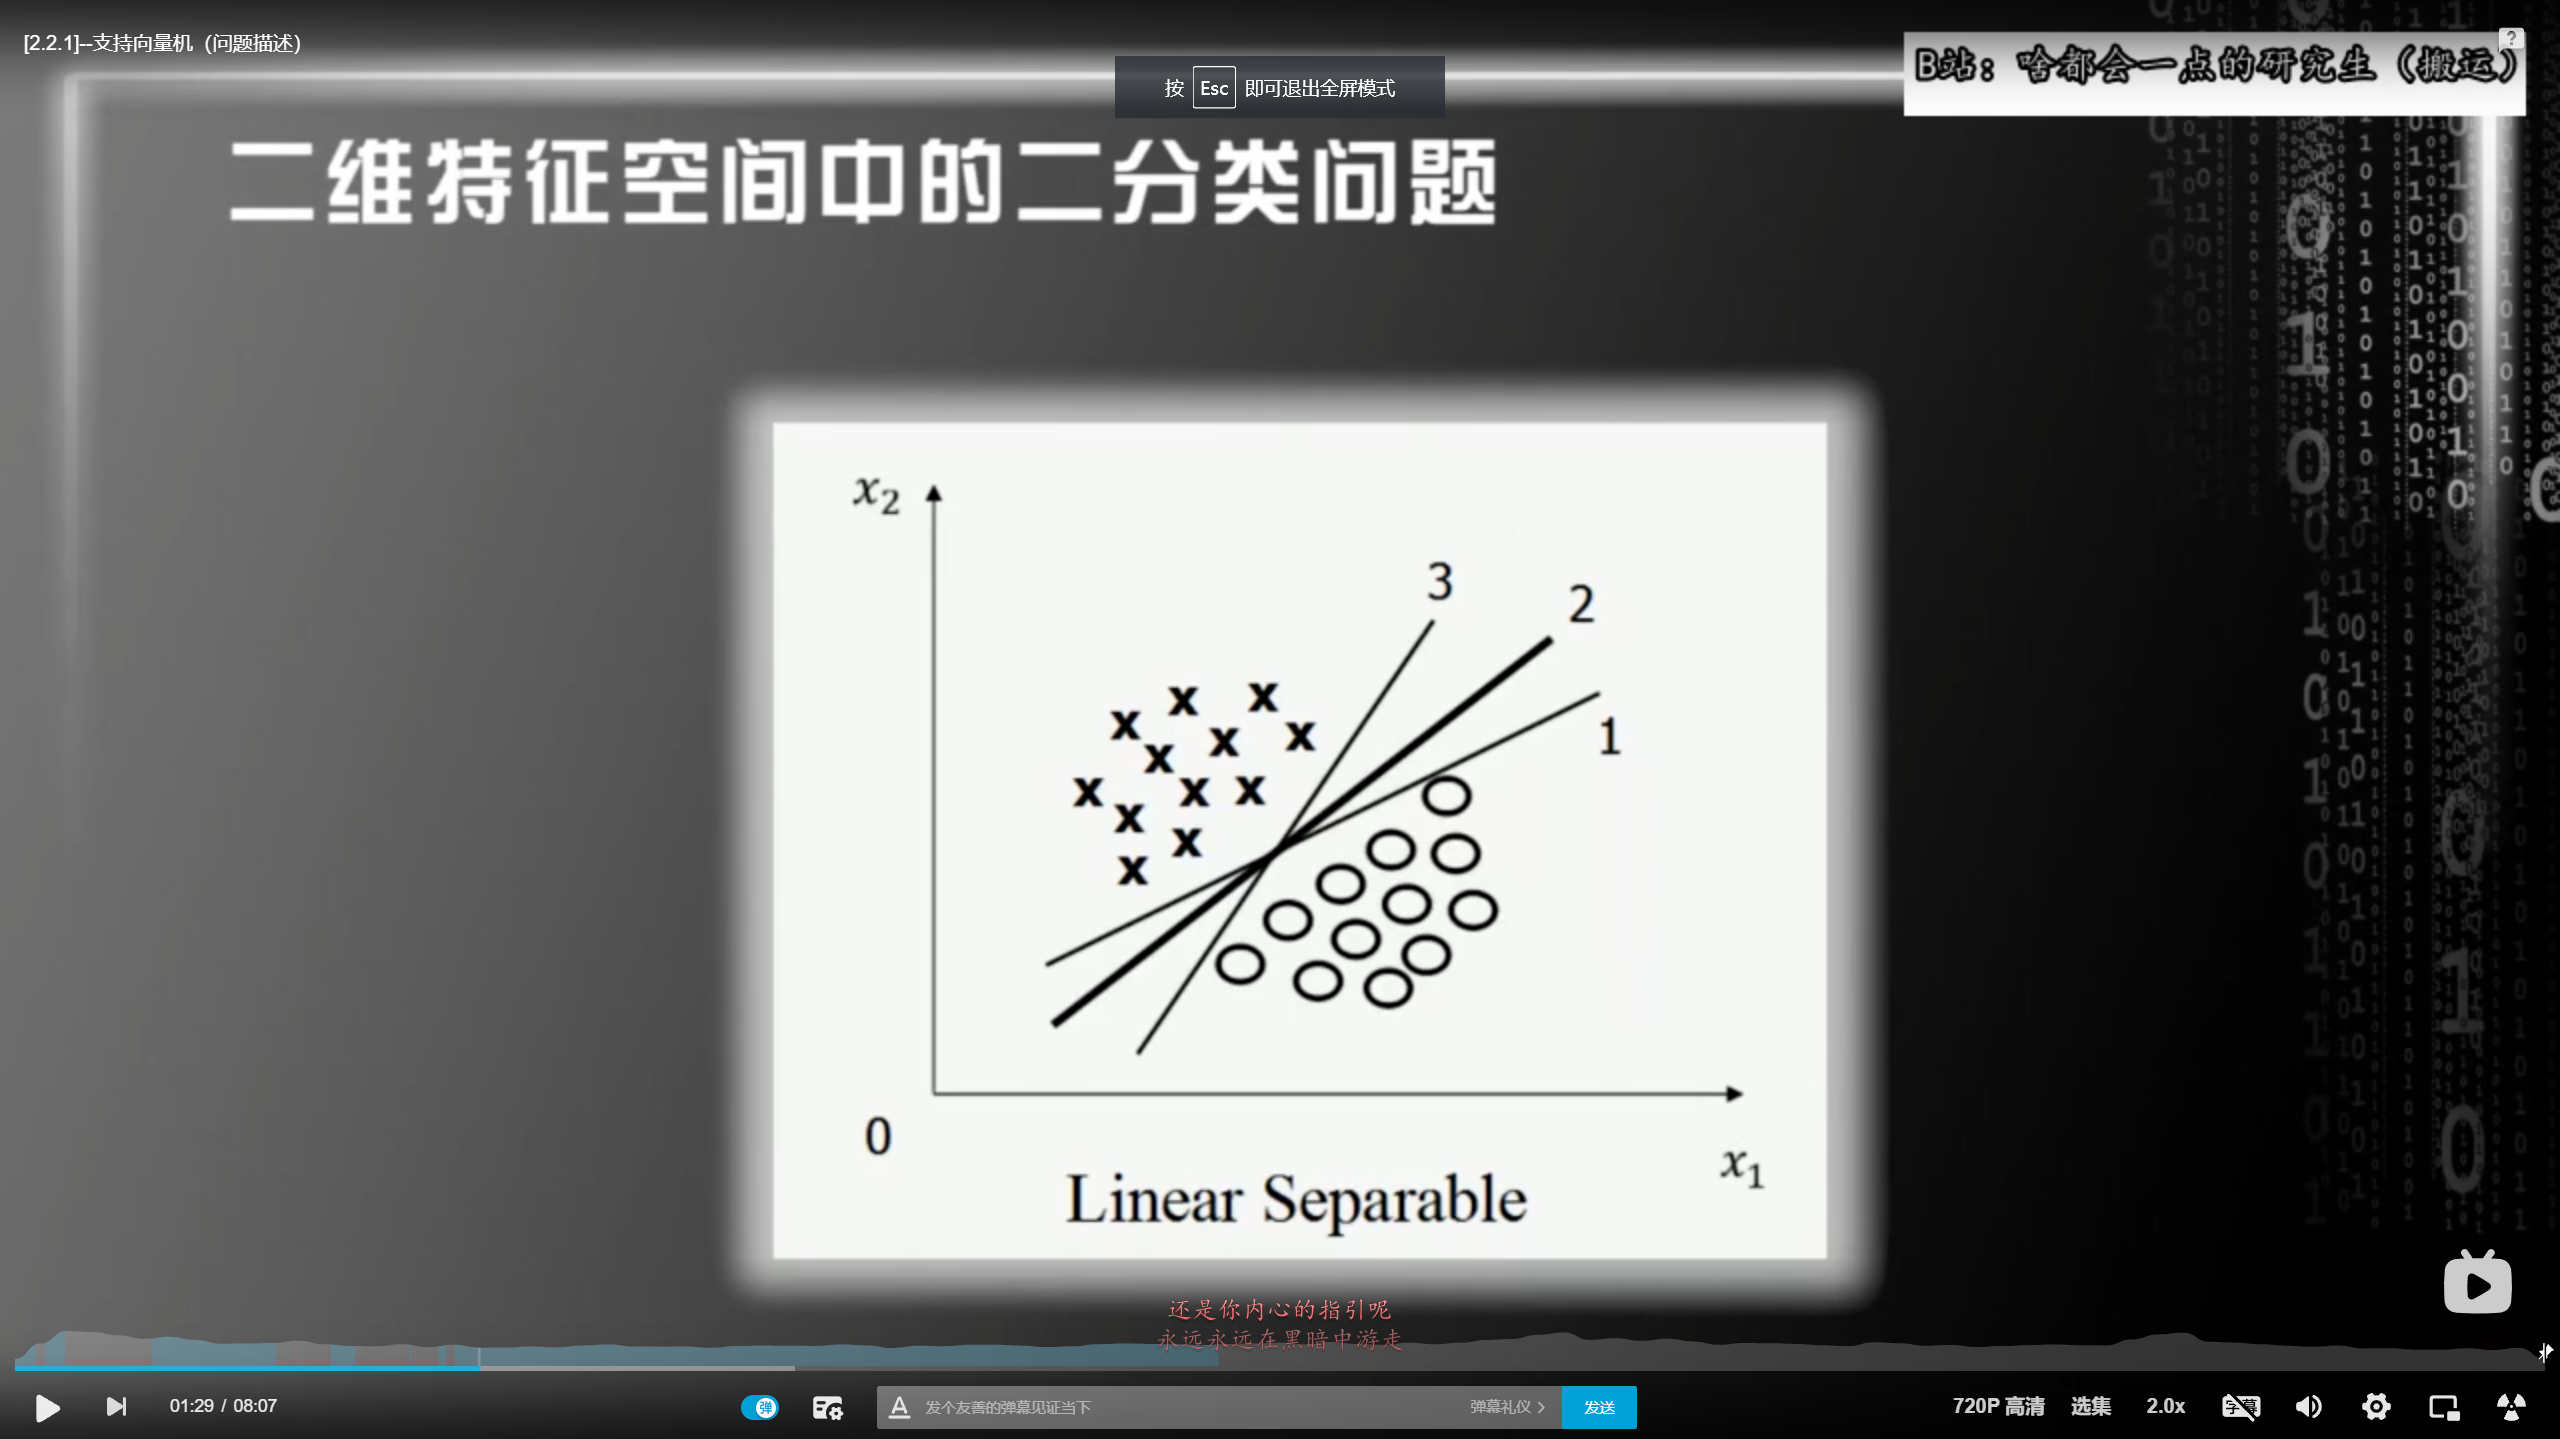 [2.2.1]--支持向量机（问题描述）
B站：啥都会一点的研究生（搬运）
?
按 Esc 即可退出全屏模式
二维特征空间中的二分类问题
x₂
3
2
1
0
x₁
Linear Separable
还是你内心的指引呢
永远永远在黑暗中游走
01:29 / 08:07
弹
A 发个友善的弹幕见证当下 弹幕礼仪 > 发送
720P 高清 选集 2.0x 字幕